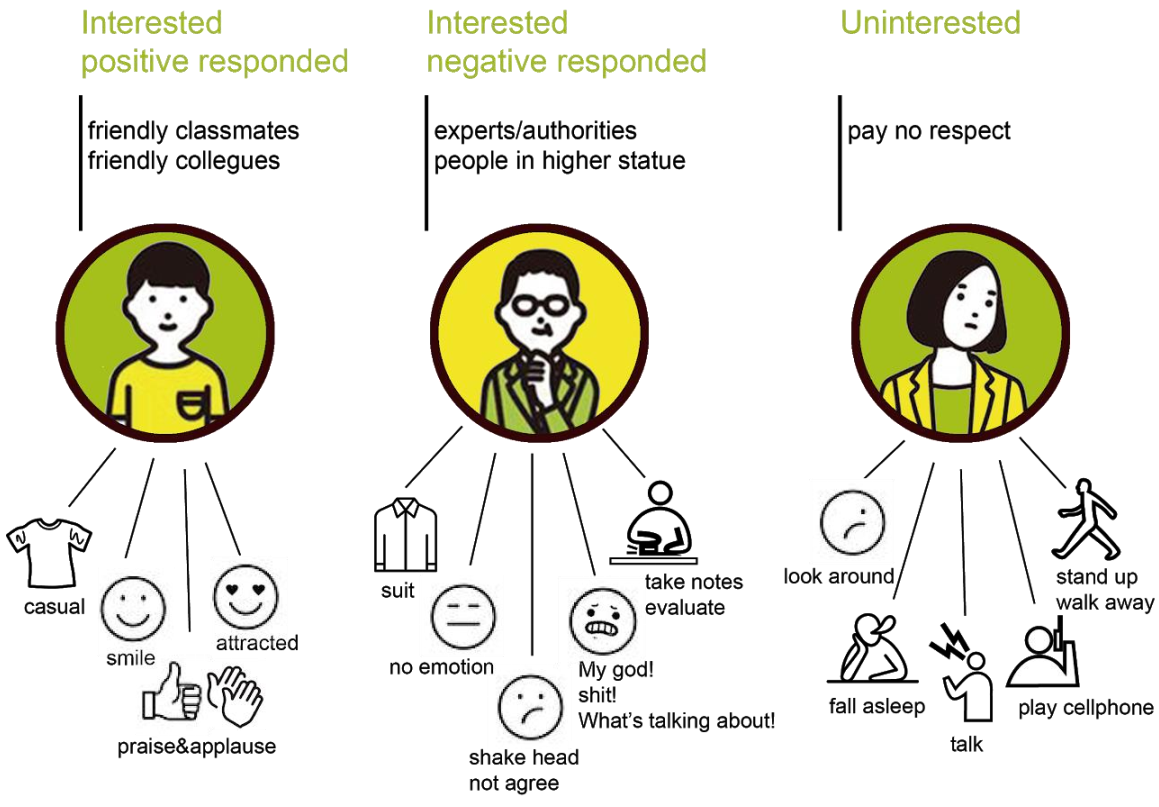 Interested
positive responded
friendly classmates
friendly collegues
casual
smile
attracted
praise&applause
Interested
negative responded
experts/authorities
people in higher statue
suit
no emotion
shake head
not agree
My god!
shit!
What's talking about!
take notes
evaluate
Uninterested
pay no respect
look around
fall asleep
talk
play cellphone
stand up
walk away